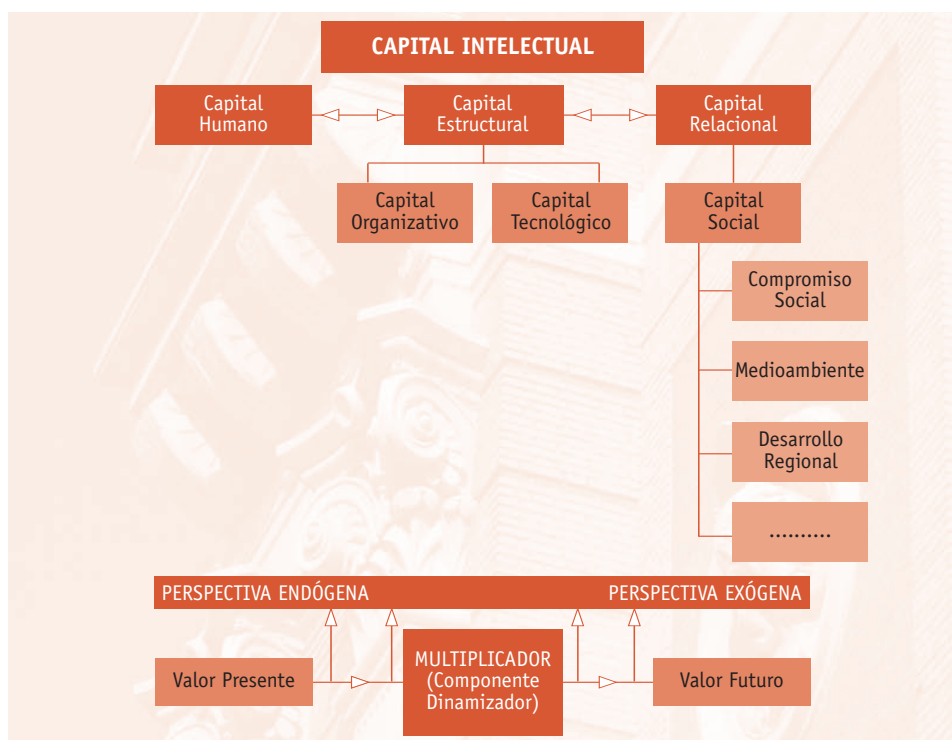 CAPITAL INTELECTUAL
Capital
Humano
Capital
Estructural
Capital
Relacional
Capital
Organizativo
Capital
Tecnológico
Capital
Social
Compromiso
Social
Medioambiente
Desarrollo
Regional
..........
PERSPECTIVA ENDÓGENA
PERSPECTIVA EXÓGENA
Valor Presente
MULTIPLICADOR
(Componente
Dinamizador)
Valor Futuro